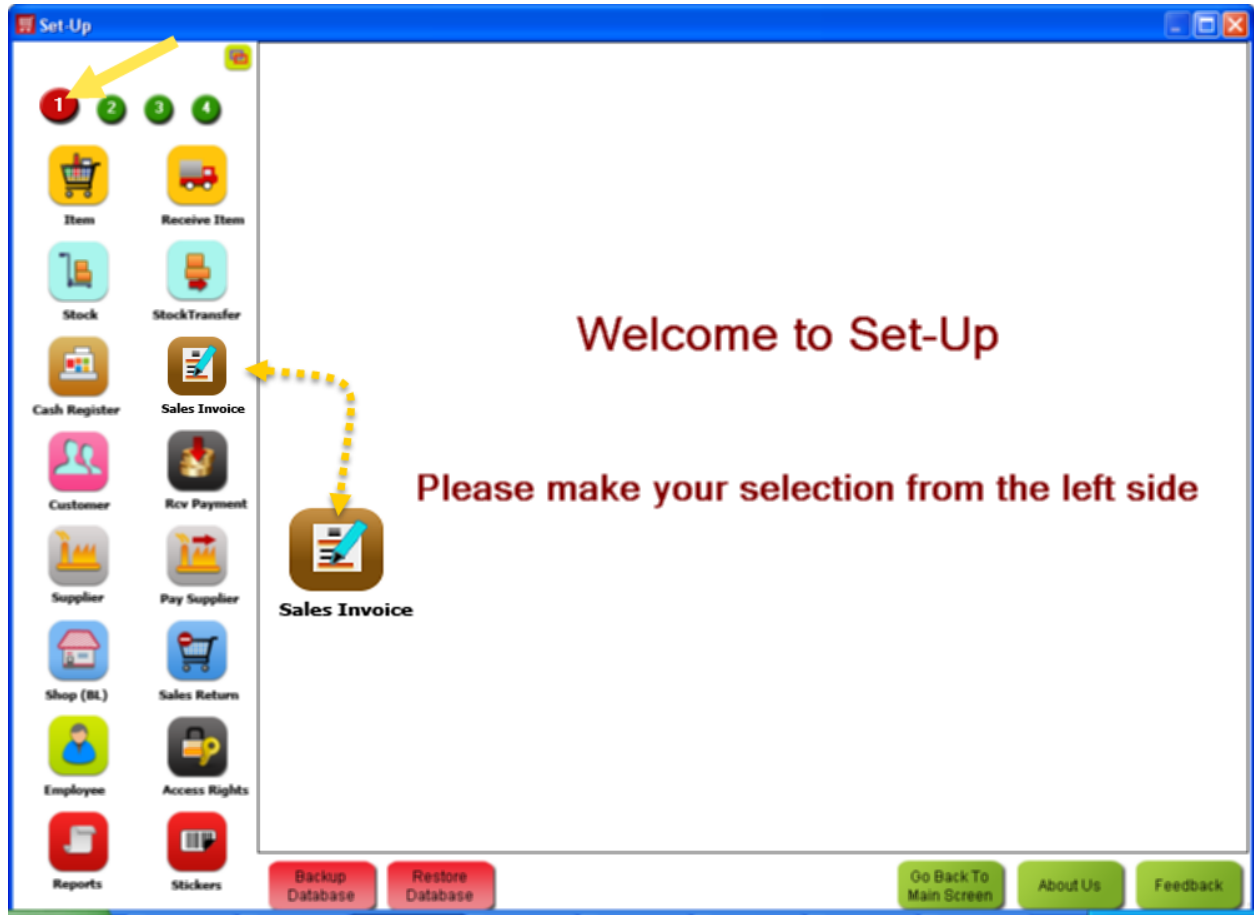 Set-Up
1 2 3 4
Item Receive Item
Stock StockTransfer
Cash Register Sales Invoice
Customer Rcv Payment
Supplier Pay Supplier
Shop (BL) Sales Return
Employee Access Rights
Reports Stickers
Welcome to Set-Up
Please make your selection from the left side
Sales Invoice
Backup
Database
Restore
Database
Go Back To
Main Screen
About Us
Feedback